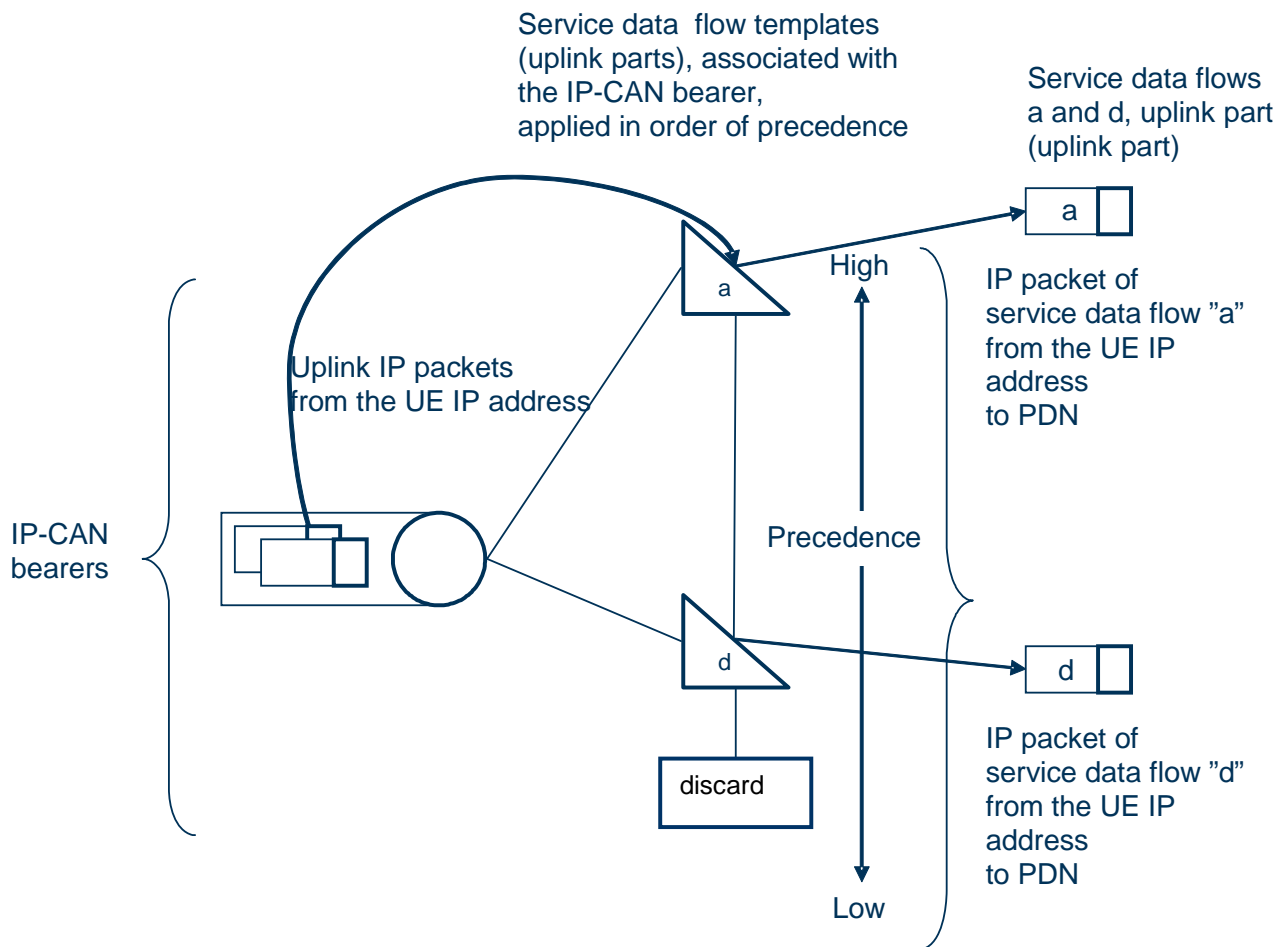 Service data  flow templates
(uplink parts), associated with
the IP-CAN bearer,
applied in order of precedence
Service data flows
a and d, uplink part
(uplink part)
a
a
High
IP packet of
service data flow ”a”
from the UE IP
address
to PDN
Uplink IP packets
from the UE IP address
IP-CAN
bearers
Precedence
d
d
IP packet of
service data flow ”d”
from the UE IP
address
to PDN
discard
Low